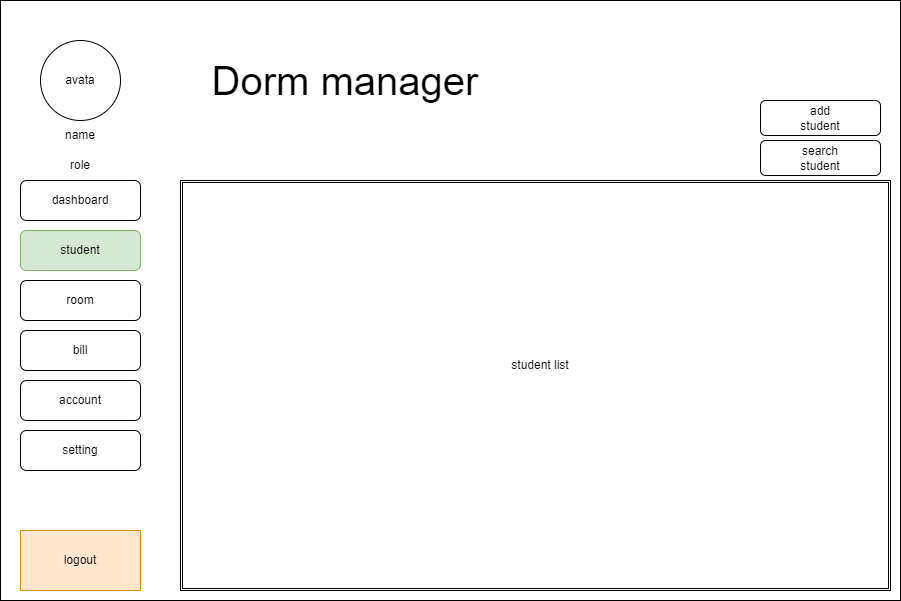 avata
name
role
Dorm manager
add
student
search
student
dashboard
student
room
bill
account
setting
logout
student list